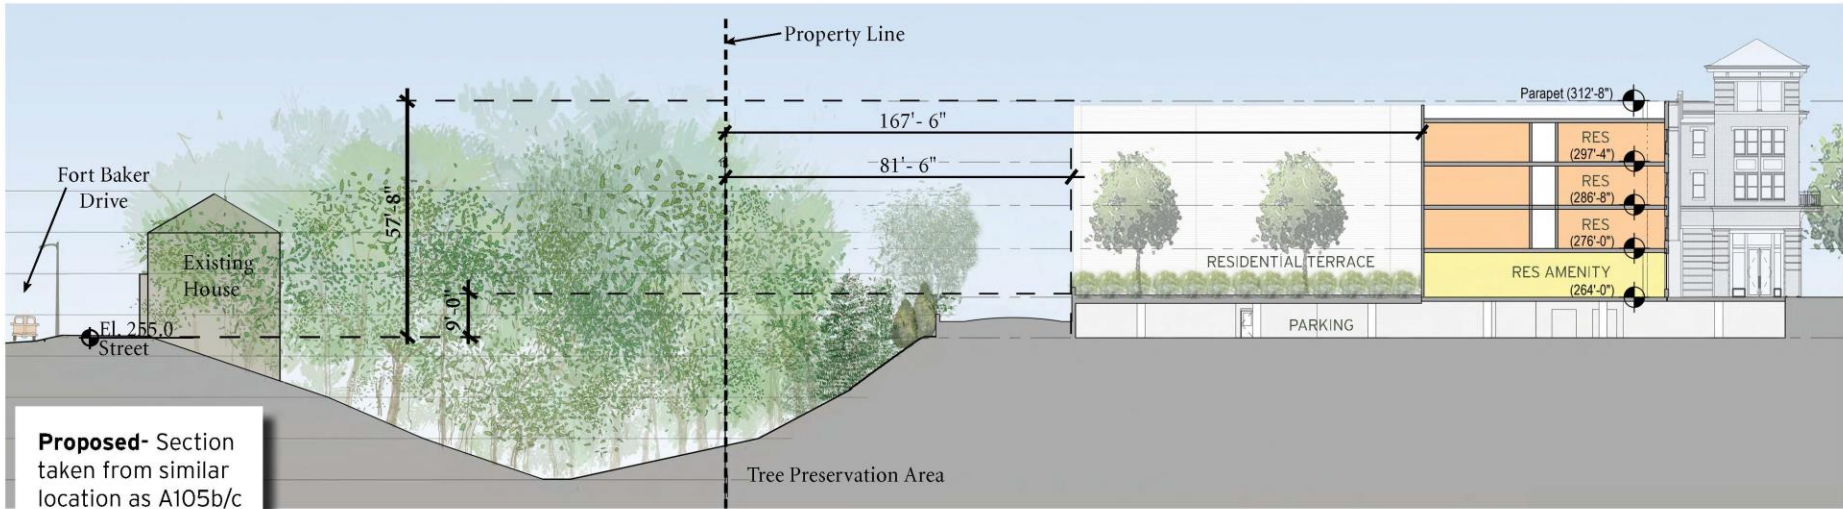 Property Line
Parapet (312'-8")
167'- 6"
81'- 6"
Fort Baker
Drive
57'-8"
Existing
House
9'-0"
El. 255.0
Street
RES
(297'-4")
RES
(286'-8")
RES
(276'-0")
RESIDENTIAL TERRACE
RES AMENITY
(264'-0")
PARKING
Tree Preservation Area
Proposed- Section
taken from similar
location as A105b/c